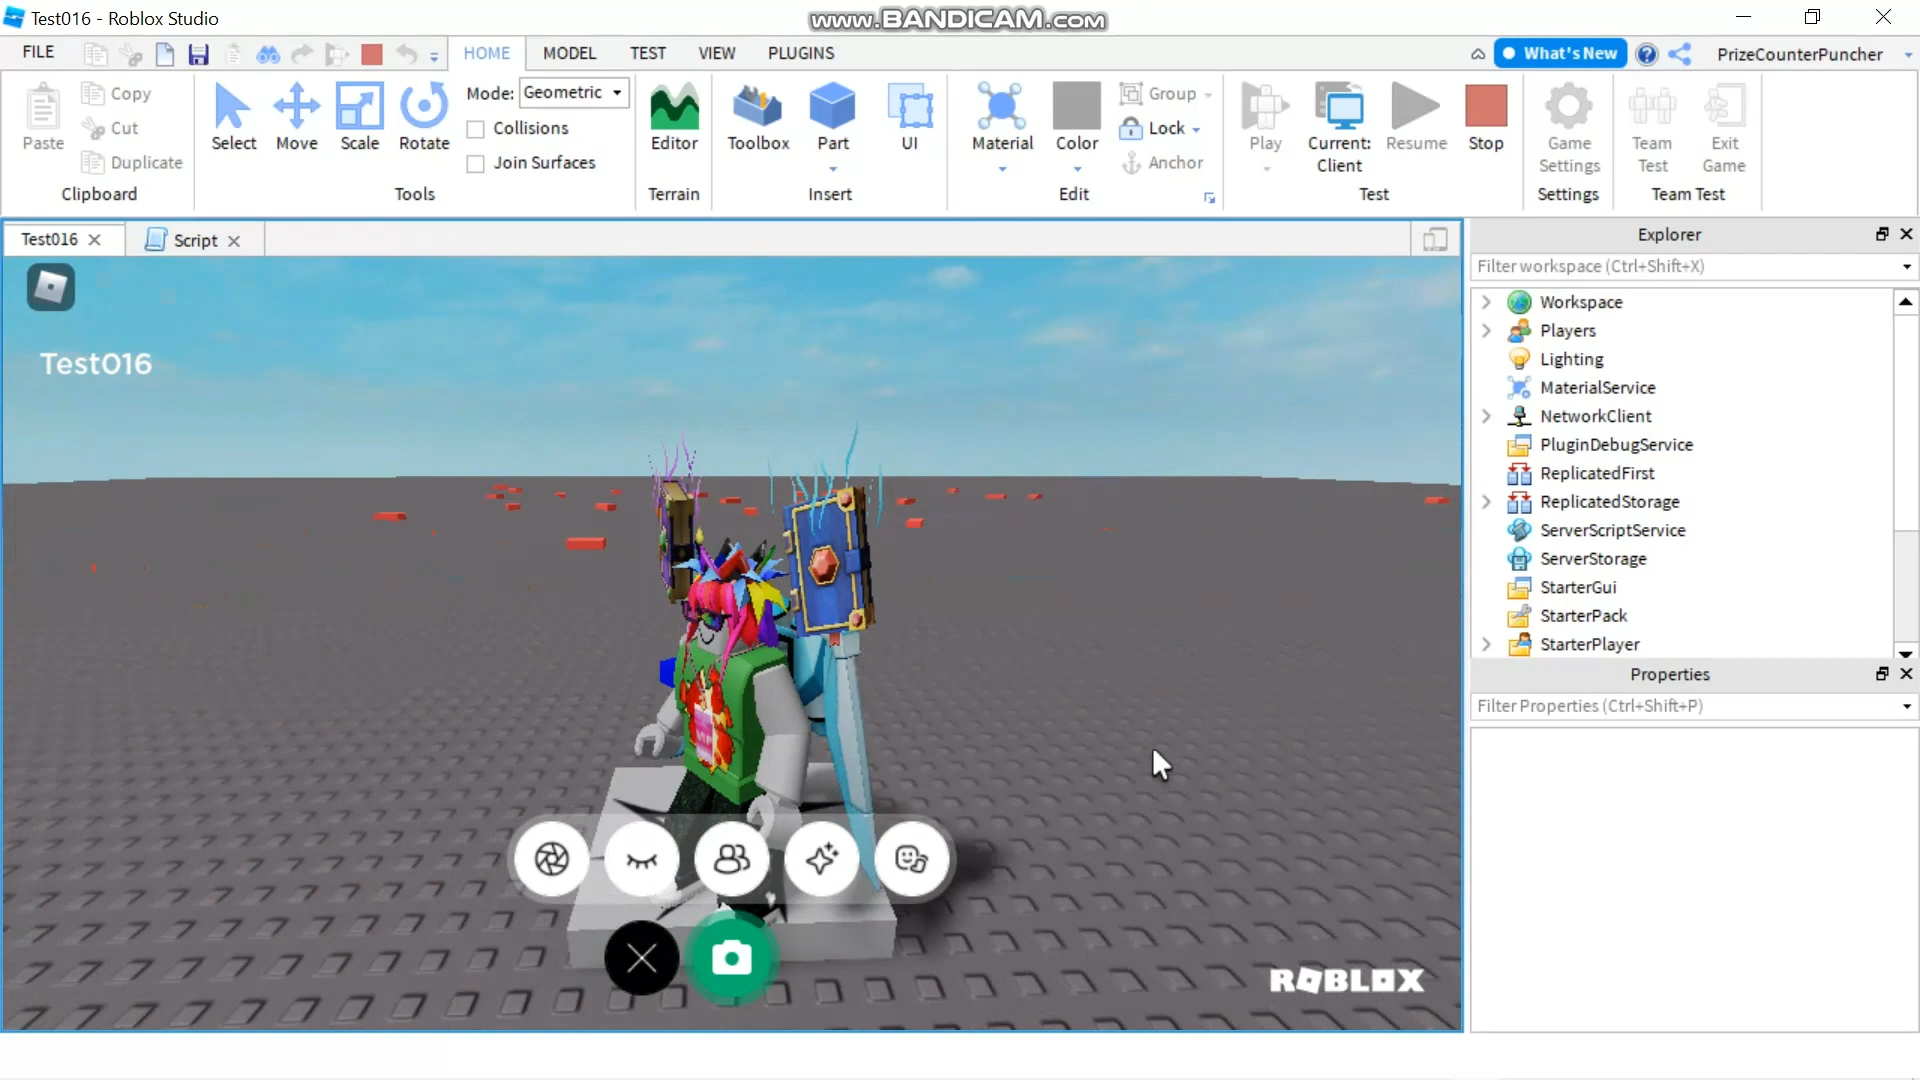 Test016 - Roblox Studio
www.BANDICAM.com
FILE
HOME
MODEL
TEST
VIEW
PLUGINS
What's New
PrizeCounterPuncher
Paste
Copy
Cut
Duplicate
Clipboard
Select
Move
Scale
Rotate
Mode: Geometric
Collisions
Join Surfaces
Tools
Editor
Terrain
Toolbox
Part
UI
Insert
Material
Color
Group
Lock
Anchor
Edit
Play
Current:
Client
Resume
Stop
Test
Game
Settings
Settings
Team
Test
Exit
Game
Team Test
Test016
Script
Test016
ROBLOX
Explorer
Filter workspace (Ctrl+Shift+X)
Workspace
Players
Lighting
MaterialService
NetworkClient
PluginDebugService
ReplicatedFirst
ReplicatedStorage
ServerScriptService
ServerStorage
StarterGui
StarterPack
StarterPlayer
Properties
Filter Properties (Ctrl+Shift+P)